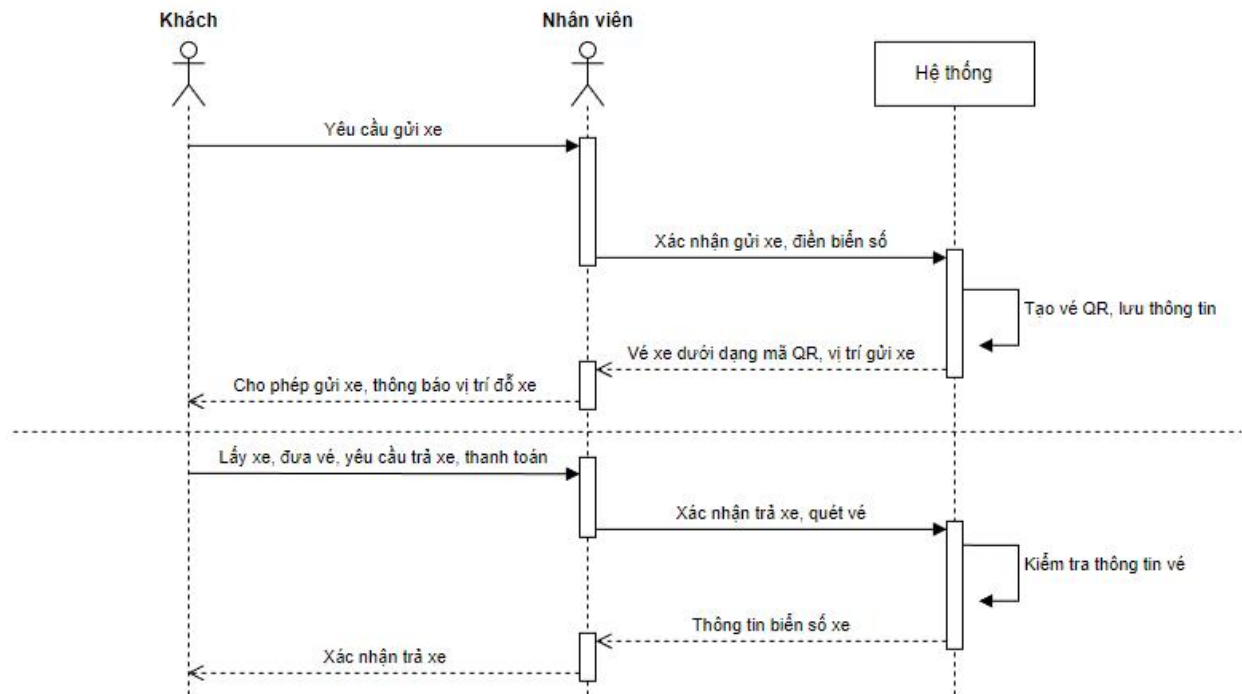 Khách
Nhân viên
Hệ thống
Yêu cầu gửi xe
Xác nhận gửi xe, điền biển số
Tạo vé QR, lưu thông tin
Vé xe dưới dạng mã QR, vị trí gửi xe
Cho phép gửi xe, thông báo vị trí đỗ xe
Lấy xe, đưa vé, yêu cầu trả xe, thanh toán
Xác nhận trả xe, quét vé
Kiểm tra thông tin vé
Thông tin biển số xe
Xác nhận trả xe